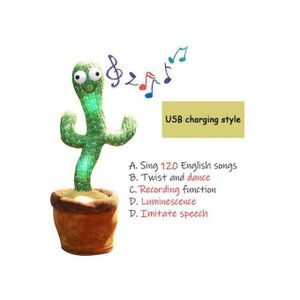 USB charging style
A. Sing 120 English songs
B. Twist and dance
C. Recording function
D. Luminescence
D. Imitate speech